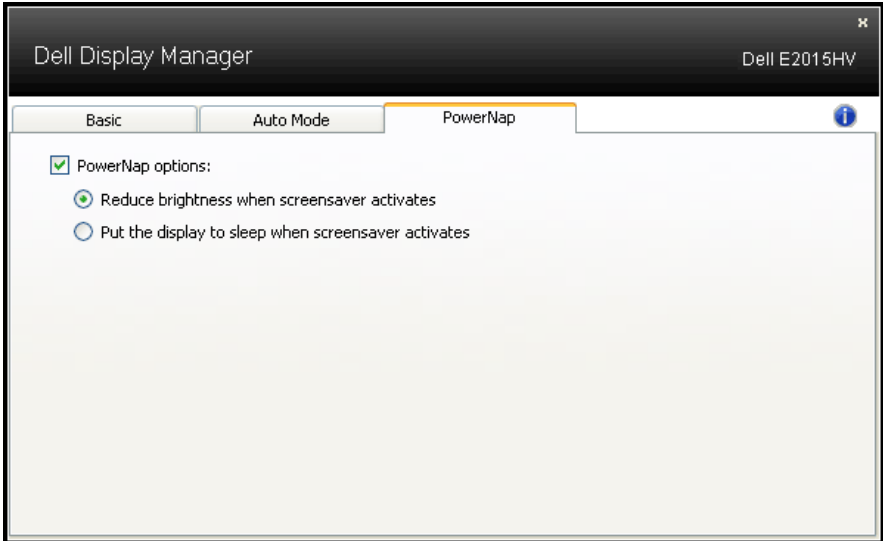 Dell Display Manager
Dell E2015HV
Basic
Auto Mode
PowerNap
PowerNap options:
Reduce brightness when screensaver activates
Put the display to sleep when screensaver activates